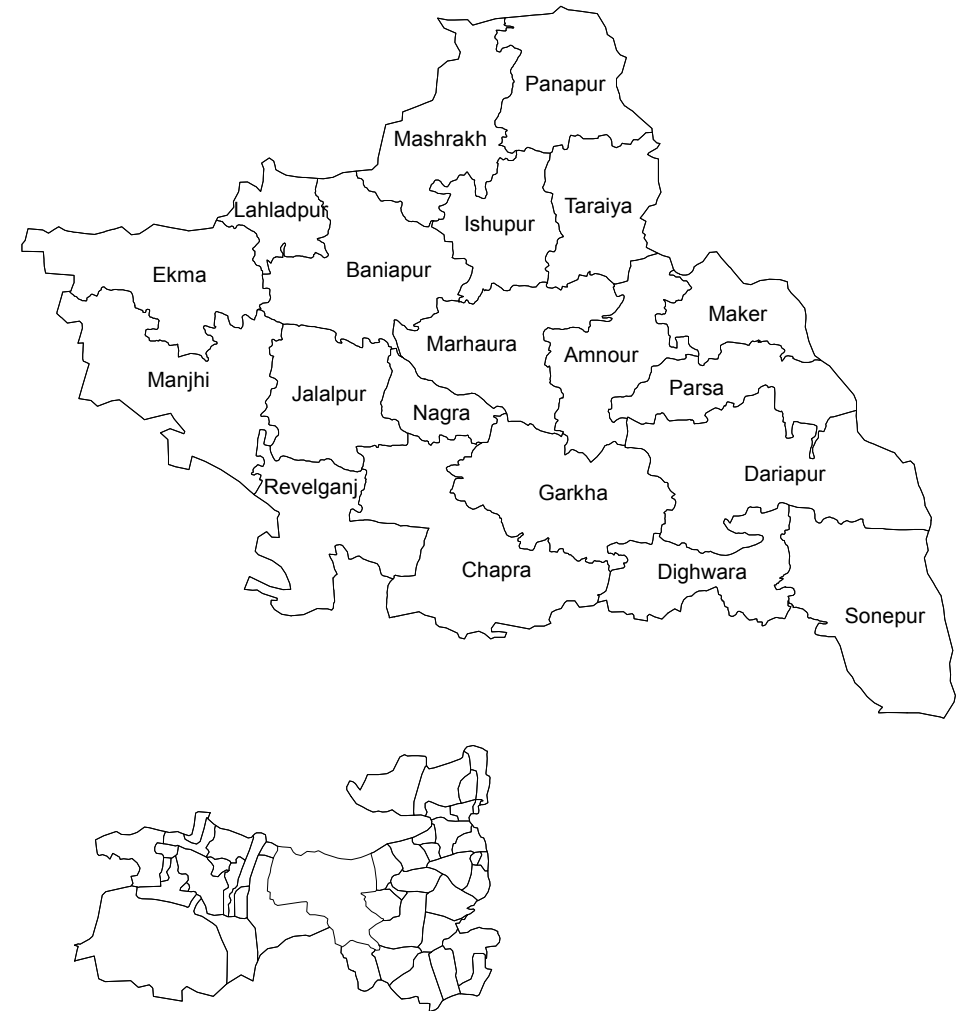 Panapur
Mashrakh
Lahladpur
Ishupur
Taraiya
Ekma
Baniapur
Maker
Marhaura
Amnour
Manjhi
Jalalpur
Parsa
Nagra
Dariapur
Revelganj
Garkha
Chapra
Dighwara
Sonepur